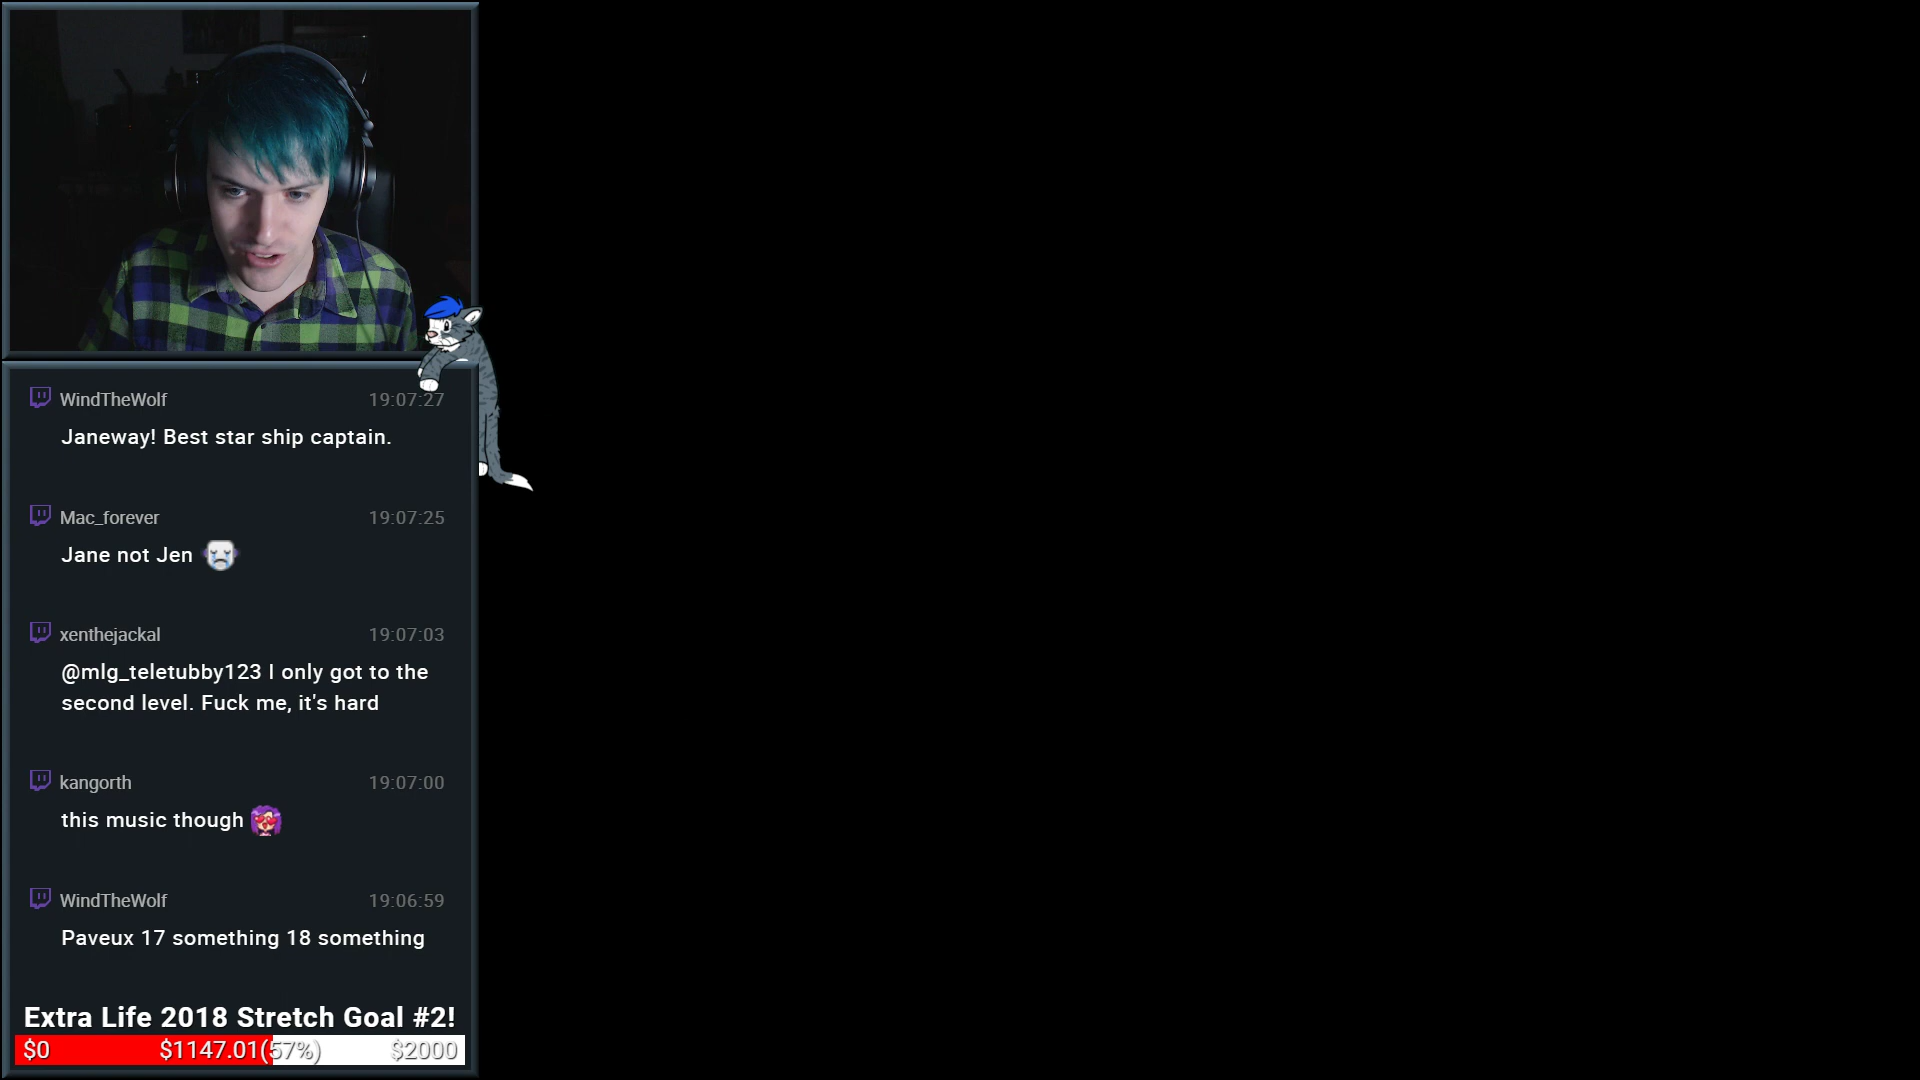 WindTheWolf 19:07:27
Janeway! Best star ship captain.
Mac_forever 19:07:25
Jane not Jen
xenthejackal 19:07:03
@mlg_teletubby123 I only got to the
second level. Fuck me, it's hard
kangorth 19:07:00
this music though
WindTheWolf 19:06:59
Paveux 17 something 18 something
Extra Life 2018 Stretch Goal #2!
$0 $1147.01(57%) $2000